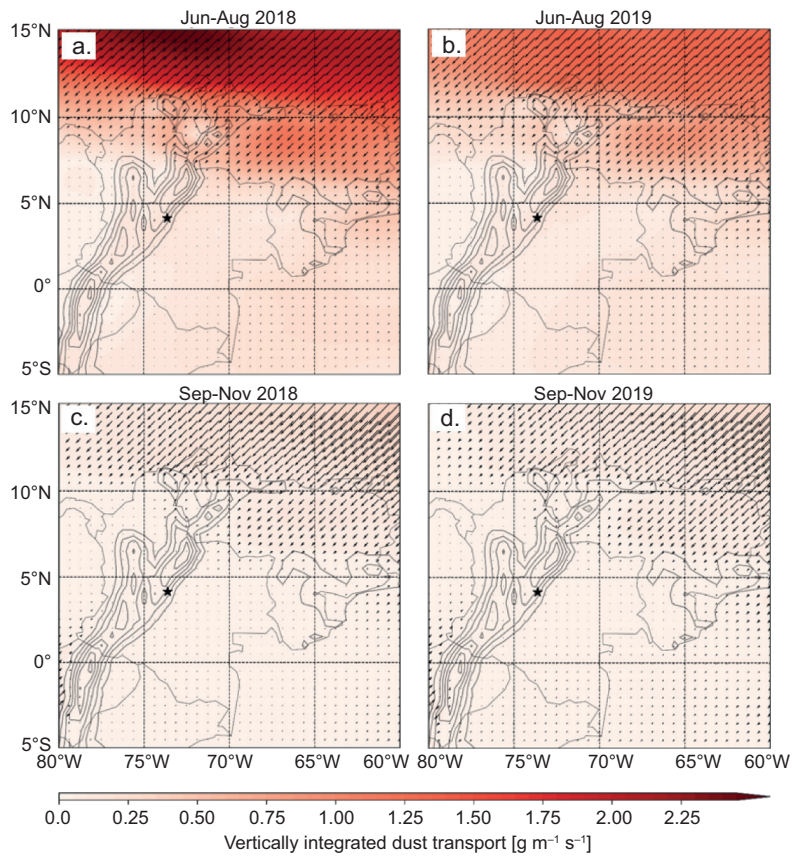 Jun-Aug 2018 Jun-Aug 2019
15°N a. b.
10°N
5°N
0°
5°S
Sep-Nov 2018 Sep-Nov 2019
15°N c. d.
10°N
5°N
0°
5°S
80°W 75°W 70°W 65°W 60°W 80°W 75°W 70°W 65°W 60°W
0.0 0.25 0.50 0.75 1.00 1.25 1.50 1.75 2.00 2.25
Vertically integrated dust transport [g m⁻¹ s⁻¹]